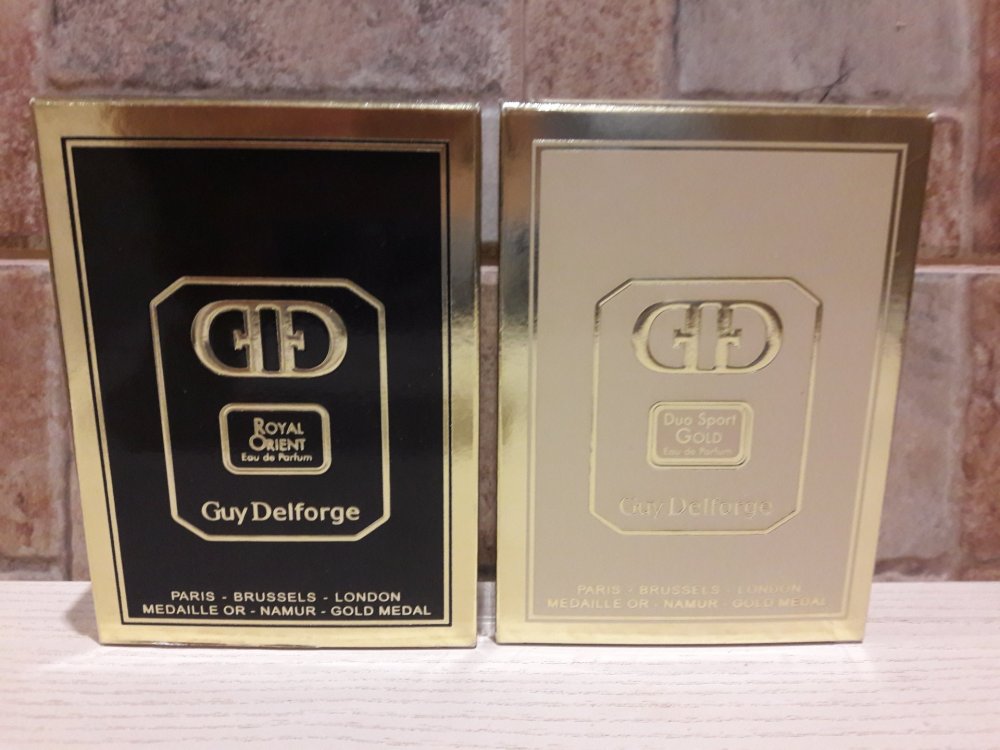 ROYAL
ORIENT
Eau de Parfum
Guy Delforge
PARIS - BRUSSELS - LONDON
MEDAILLE OR - NAMUR - GOLD MEDAL
Duo Sport
GOLD
Eau de Parfum
Guy Delforge
PARIS - BRUSSELS - LONDON
MEDAILLE OR - NAMUR - GOLD MEDAL